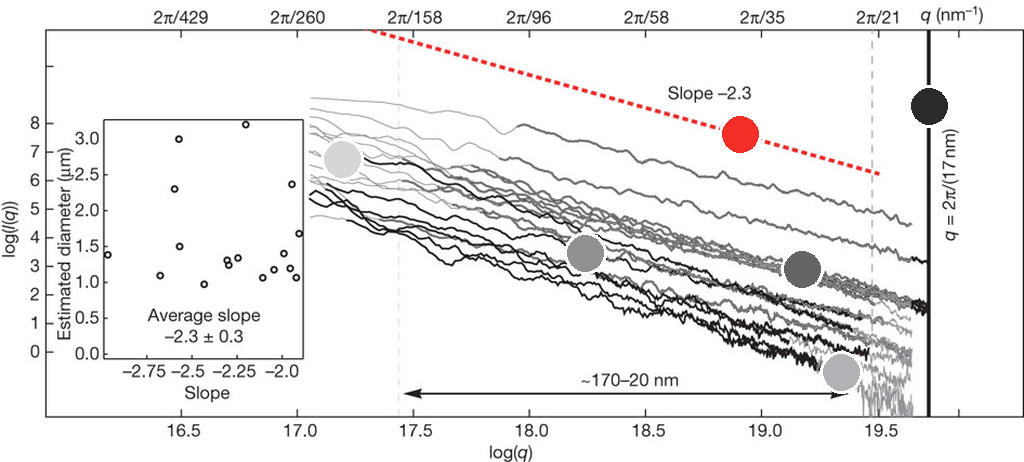 2π/429 2π/260 2π/158 2π/96 2π/58 2π/35 2π/21 q (nm⁻¹)
Slope –2.3
q = 2π/(17 nm)
log(I(q))
8
7
6
5
4
3
2
1
0
Estimated diameter (μm)
3.0
2.5
2.0
1.5
1.0
0.5
0.0
Average slope
–2.3 ± 0.3
–2.75 –2.5 –2.25 –2.0
Slope
~170–20 nm
16.5 17.0 17.5 18.0 18.5 19.0 19.5
log(q)